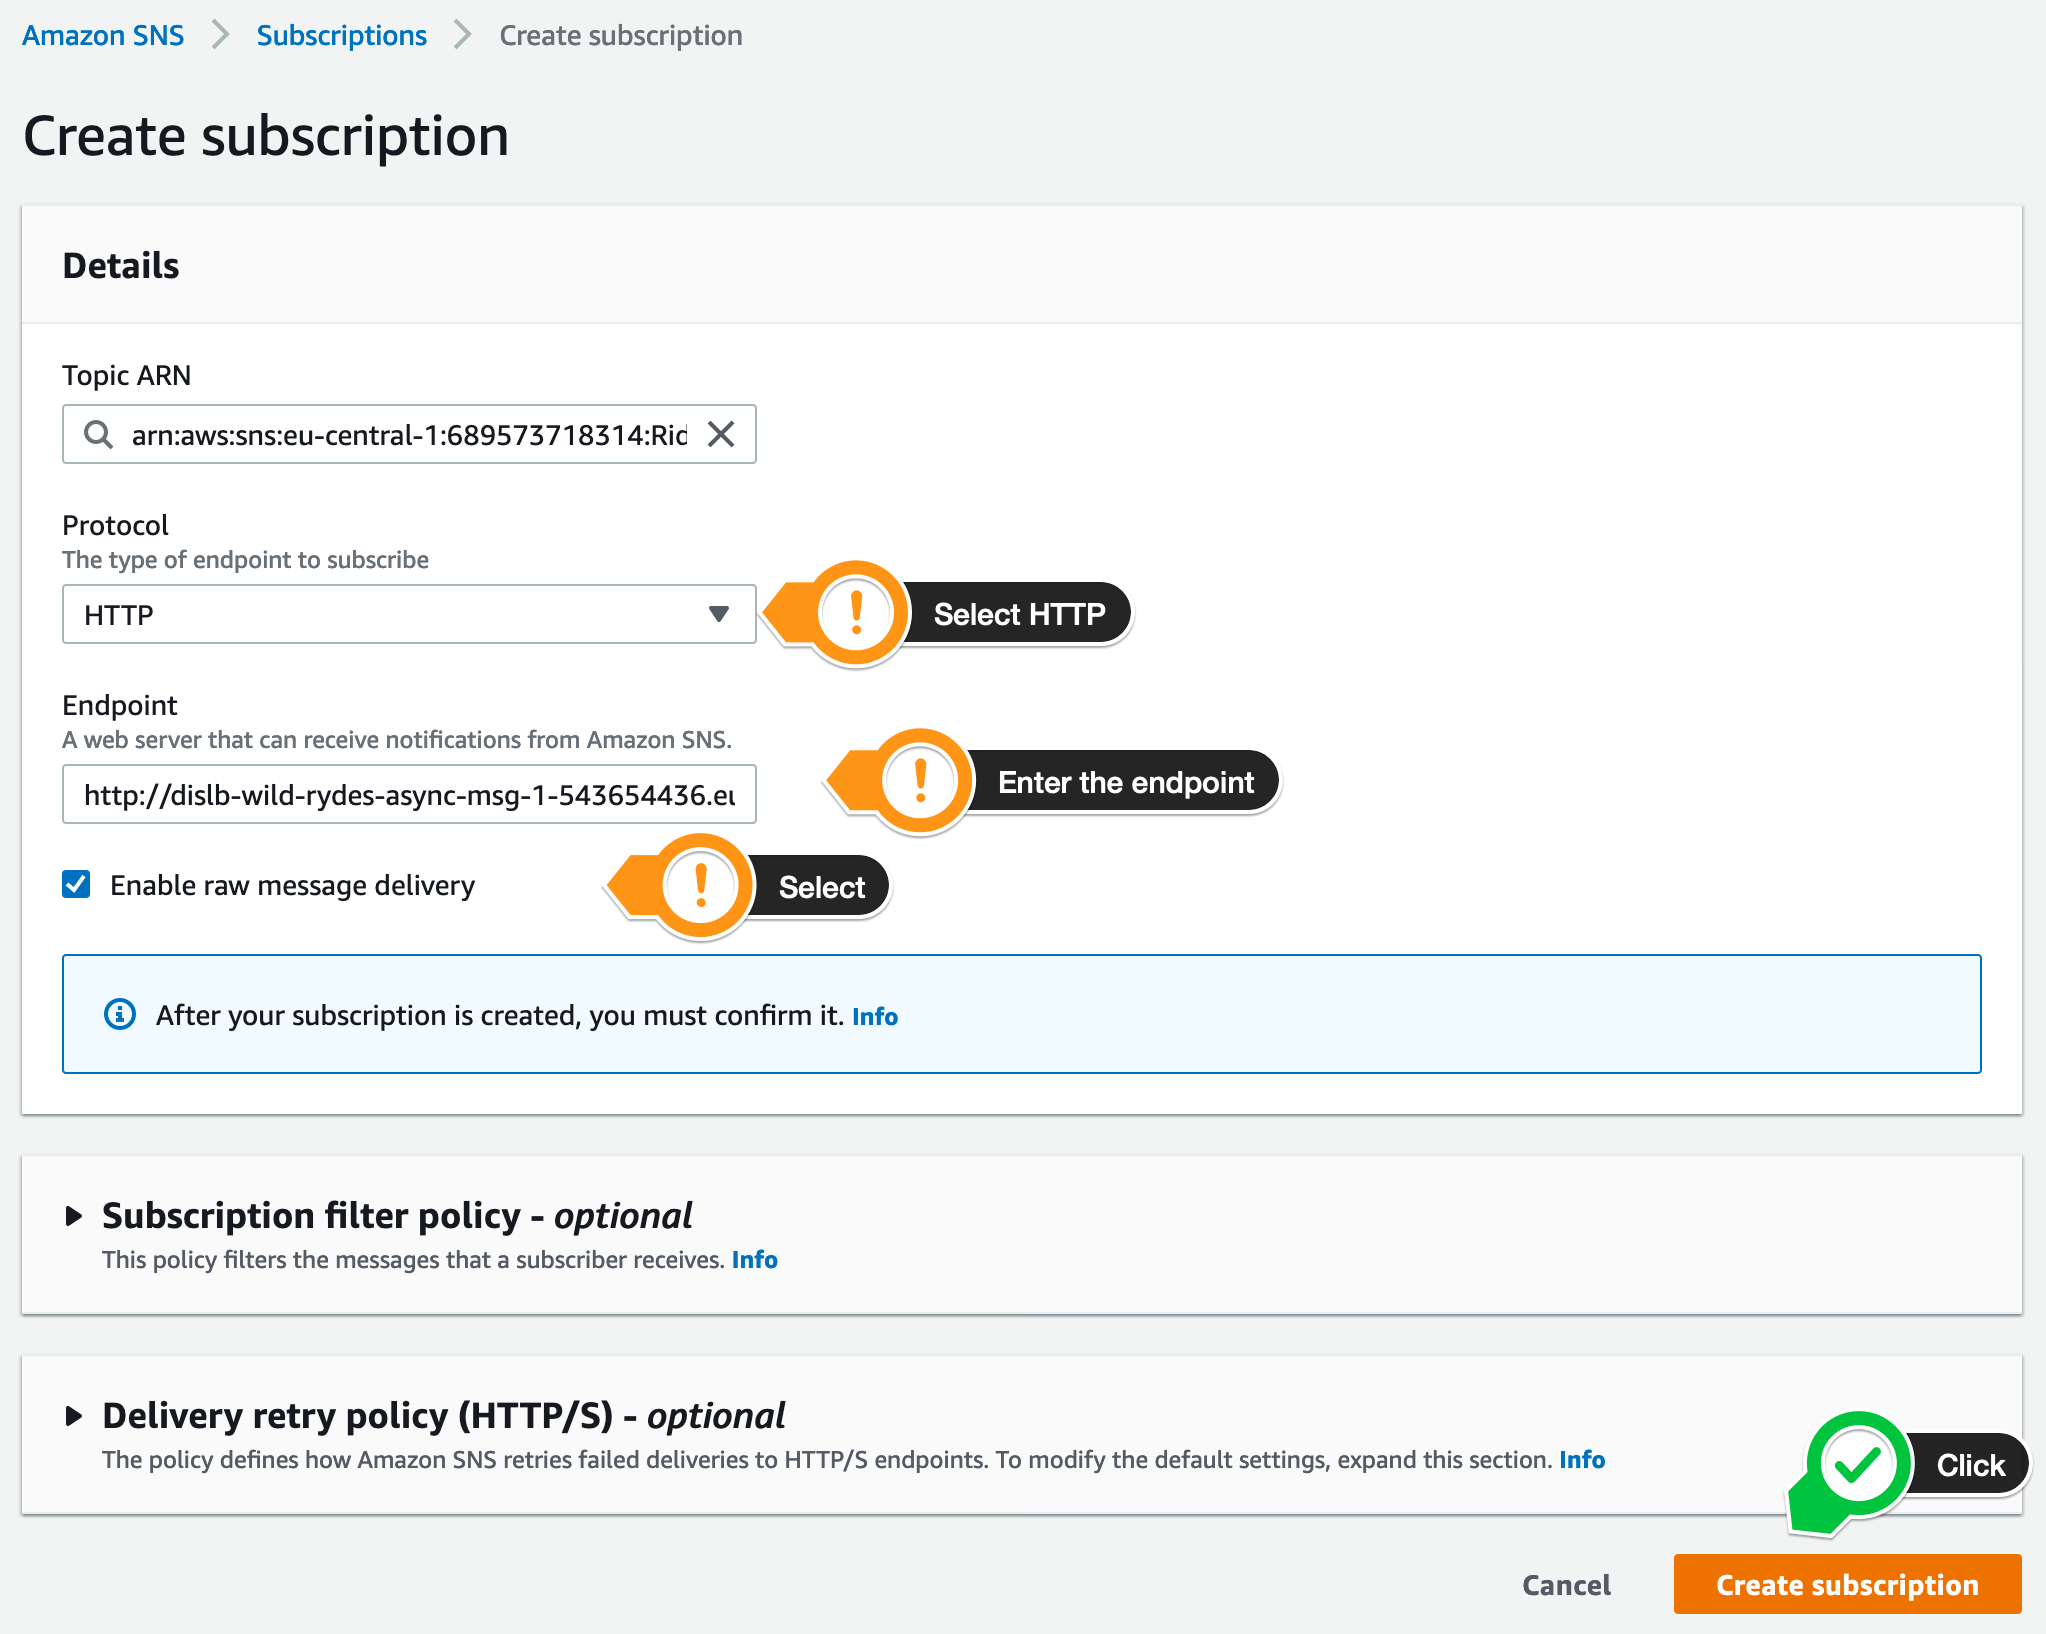 Amazon SNS > Subscriptions > Create subscription
Create subscription
Details
Topic ARN
arn:aws:sns:eu-central-1:689573718314:Rid
Protocol
The type of endpoint to subscribe
HTTP
Select HTTP
Endpoint
A web server that can receive notifications from Amazon SNS.
http://dislb-wild-rydes-async-msg-1-543654436.eu
Enter the endpoint
Enable raw message delivery
Select
After your subscription is created, you must confirm it. Info
Subscription filter policy - optional
This policy filters the messages that a subscriber receives. Info
Delivery retry policy (HTTP/S) - optional
The policy defines how Amazon SNS retries failed deliveries to HTTP/S endpoints. To modify the default settings, expand this section. Info
Click
Cancel
Create subscription